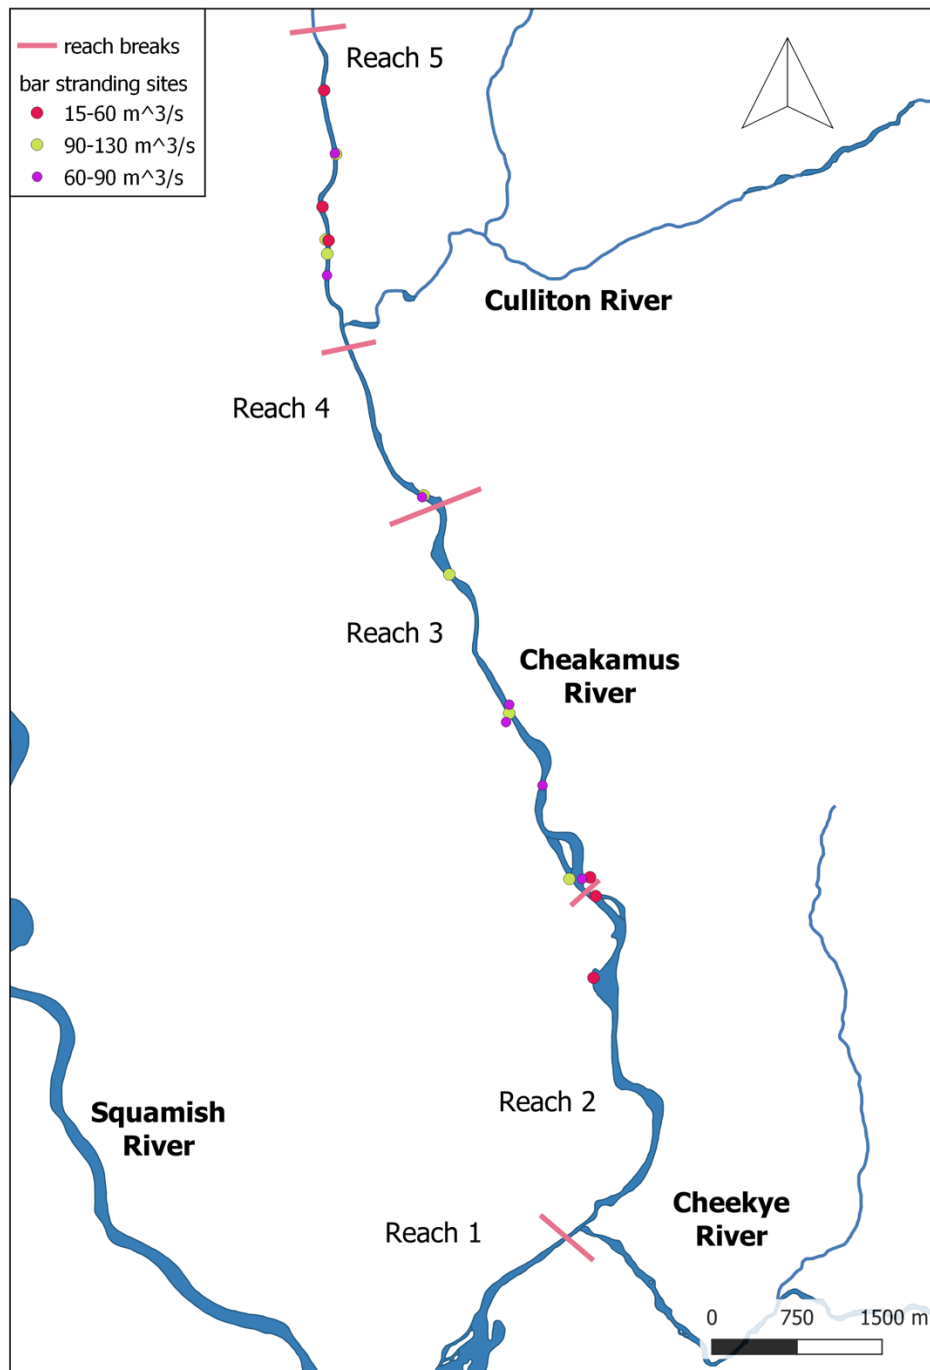 reach breaks
bar stranding sites
15-60 m^3/s
90-130 m^3/s
60-90 m^3/s
Reach 5
Culliton River
Reach 4
Reach 3
Cheakamus
River
Reach 2
Squamish
River
Cheekye
River
Reach 1
0 750 1500 m